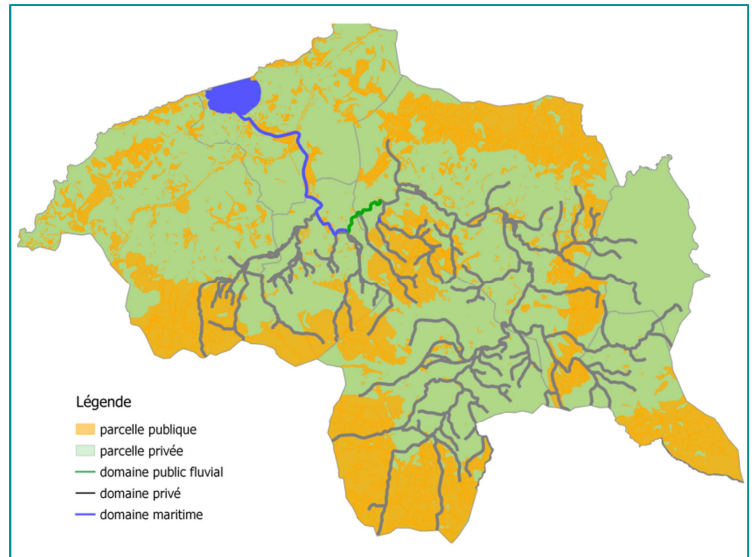 Légende
parcelle publique
parcelle privée
domaine public fluvial
domaine privé
domaine maritime